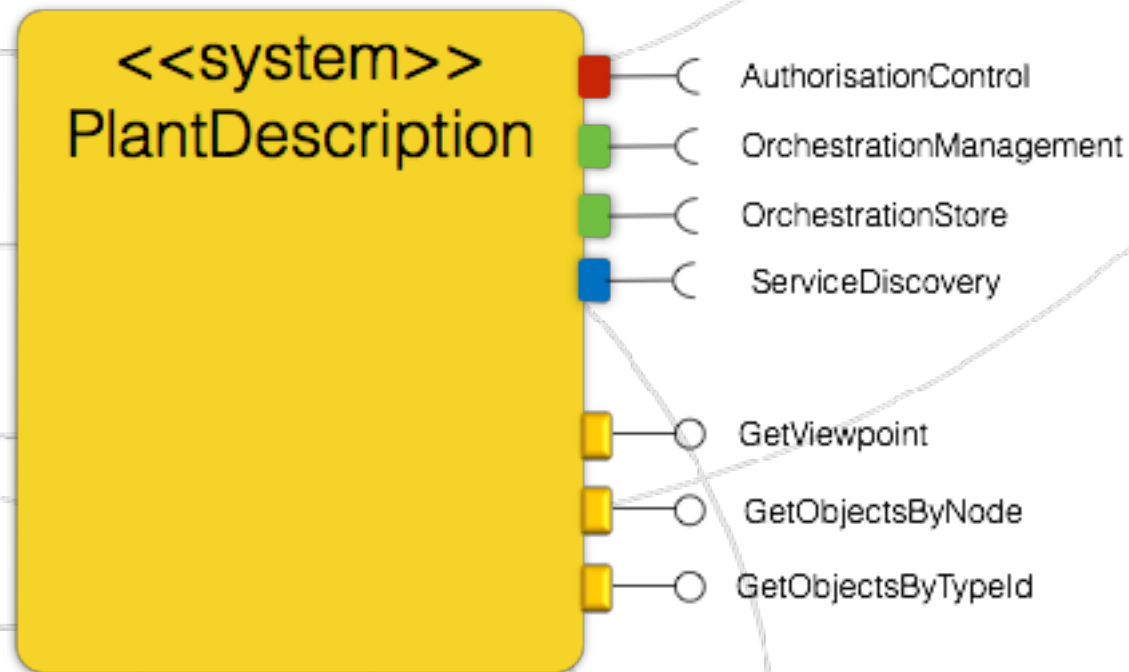 <<system>>
PlantDescription
AuthorisationControl
OrchestrationManagement
OrchestrationStore
ServiceDiscovery
GetViewpoint
GetObjectsByNode
GetObjectsByTypeId